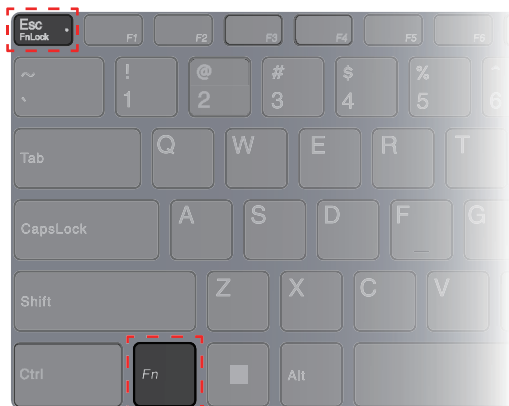 Esc
FnLock
F1 F2 F3 F4 F5 F6
~ ! @ # $ % ^
` 1 2 3 4 5 6
Tab Q W E R T
CapsLock A S D F G
Shift Z X C V
Ctrl Fn Alt